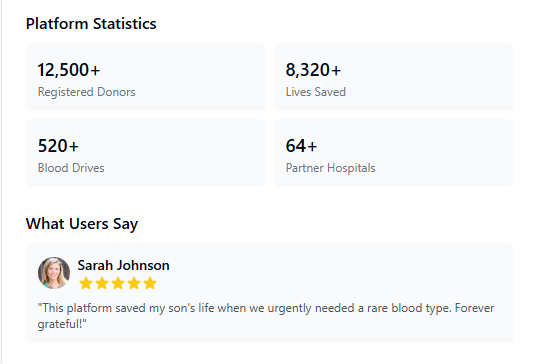 Platform Statistics
12,500+
Registered Donors
8,320+
Lives Saved
520+
Blood Drives
64+
Partner Hospitals
What Users Say
Sarah Johnson
"This platform saved my son's life when we urgently needed a rare blood type. Forever
grateful!"